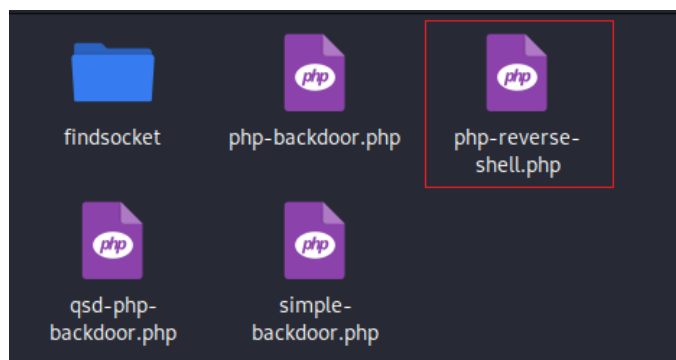 php
php
findsocket
php-backdoor.php
php-reverse-
shell.php
php
php
qsd-php-
backdoor.php
simple-
backdoor.php